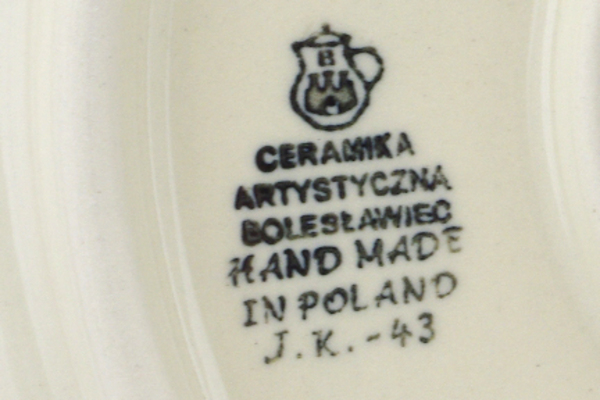 B
CERAMIKA
ARTYSTYCZNA
BOLESŁAWIEC
HAND MADE
IN POLAND
J.K.-43